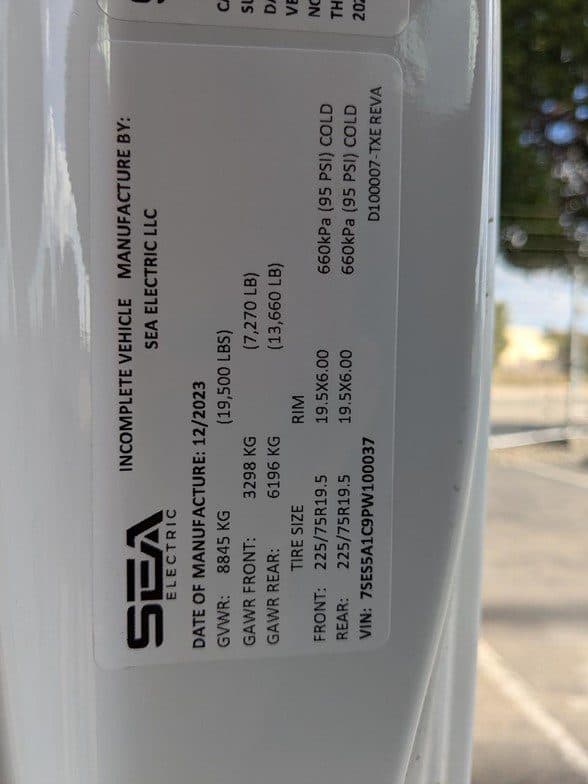 INCOMPLETE VEHICLE MANUFACTURE BY:
SEA ELECTRIC LLC
SEA
ELECTRIC
DATE OF MANUFACTURE: 12/2023
GVWR: 8845 KG (19,500 LBS)
GAWR FRONT: 3298 KG (7,270 LB)
GAWR REAR: 6196 KG (13,660 LB)
TIRE SIZE RIM
FRONT: 225/75R19.5 19.5X6.00 660kPa (95 PSI) COLD
REAR: 225/75R19.5 19.5X6.00 660kPa (95 PSI) COLD
D100007-TXE REVA
VIN: 7SES5A1C9PW100037